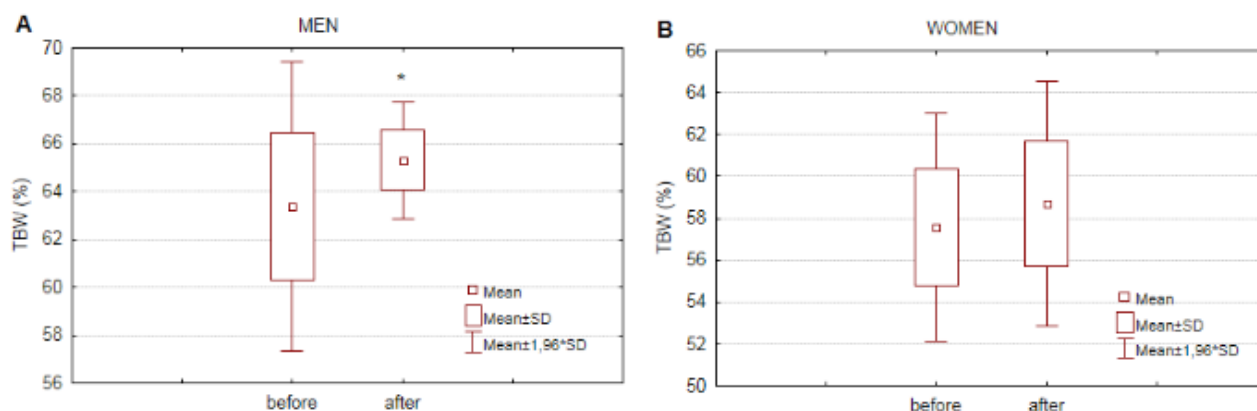 A
MEN
70
68
66
64
62
60
58
56
TBW (%)
*
before
after
Mean
Mean±SD
Mean±1,96*SD
B
WOMEN
66
64
62
60
58
56
54
52
50
TBW (%)
before
after
Mean
Mean±SD
Mean±1,96*SD